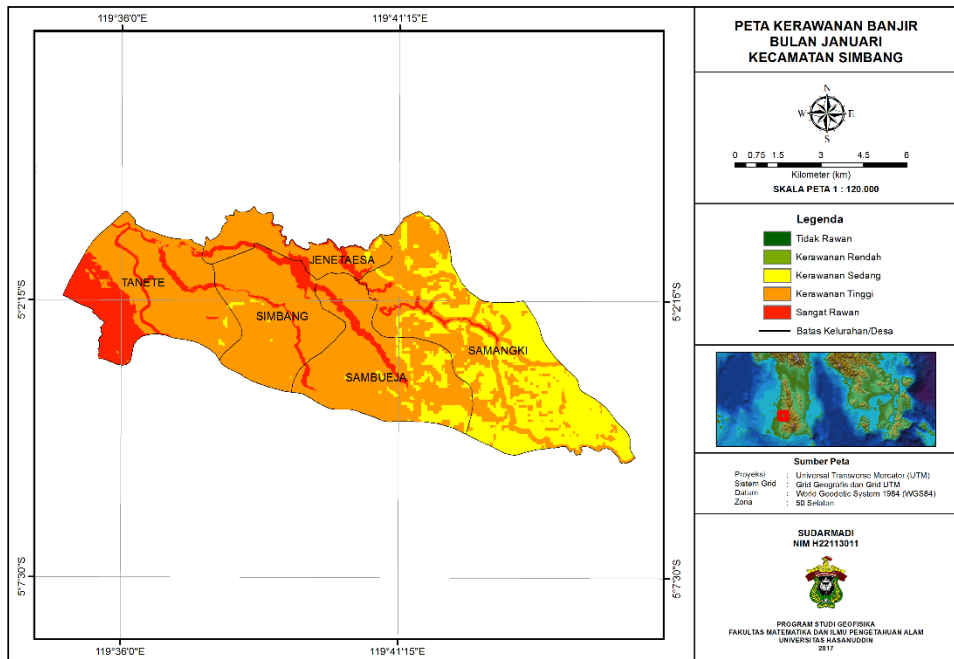 119°36'0"E
119°41'15"E
5°2'15"S
5°2'15"S
5°7'30"S
5°7'30"S
119°36'0"E
119°41'15"E
TANETE
JENETAESA
SIMBANG
SAMBUEJA
SAMANGKI
PETA KERAWANAN BANJIR
BULAN JANUARI
KECAMATAN SIMBANG
N
W E
S
0 0.75 1.5 3 4.5 6
Kilometer (km)
SKALA PETA 1 : 120.000
Legenda
Tidak Rawan
Kerawanan Rendah
Kerawanan Sedang
Kerawanan Tinggi
Sangat Rawan
Batas Kelurahan/Desa
Sumber Peta
Proyeksi : Universal Transverse Mercator (UTM)
Sistem Grid : Grid Geografis dan Grid UTM
Datum : World Geodetic System 1984 (WGS84)
Zona : 50 Selatan
SUDARMADI
NIM H22113011
PROGRAM STUDI GEOFISIKA
FAKULTAS MATEMATIKA DAN ILMU PENGETAHUAN ALAM
UNIVERSITAS HASANUDDIN
2017